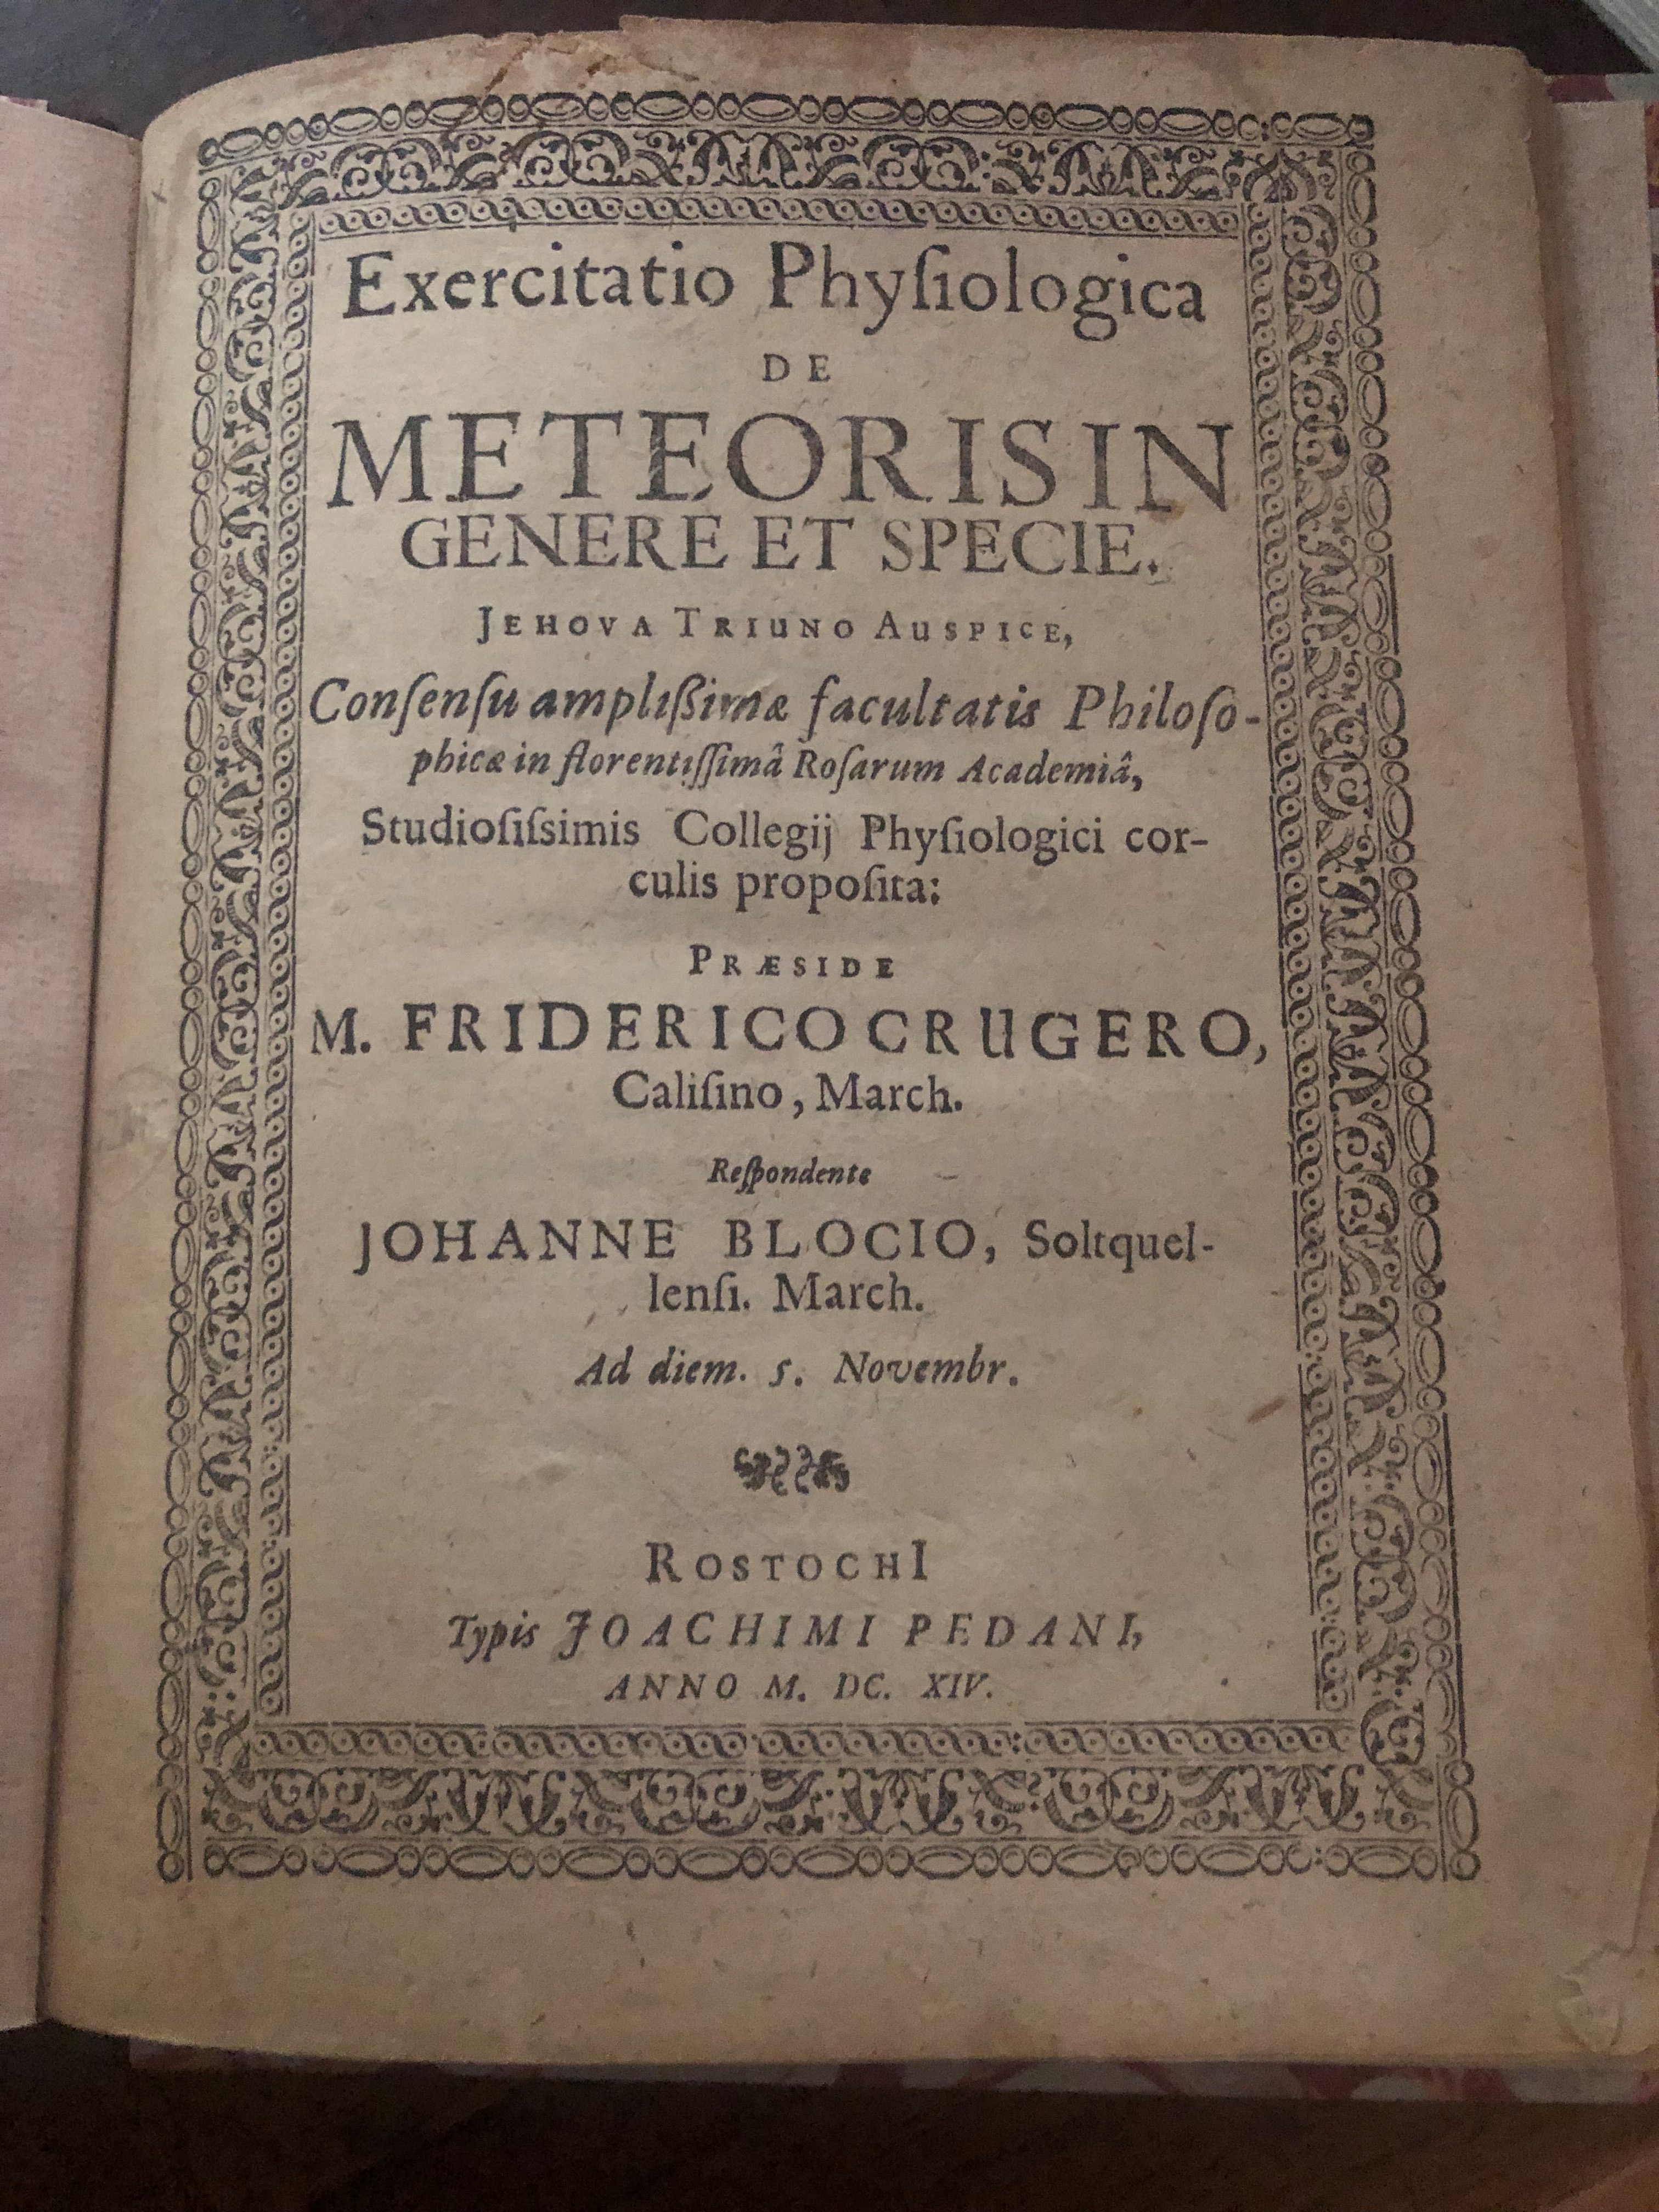 Exercitatio Phyſiologica
DE
METEORIS IN
GENERE ET SPECIE.
JEHOVA TRIUNO AUSPICE,
Conſenſu amplißimæ facultatis Philoſo-
phicæ in florentiſſimâ Roſarum Academiâ,
Studioſiſsimis Collegij Phyſiologici cor-
culis propoſita:
PRÆSIDE
M. FRIDERICO CRUGERO,
Caliſino, March.
Reſpondente
JOHANNE BLOCIO, Soltquel-
lenſi. March.
Ad diem. 5. Novembr.
ROSTOCHI
Typis JOACHIMI PEDANI,
ANNO M. DC. XIV.